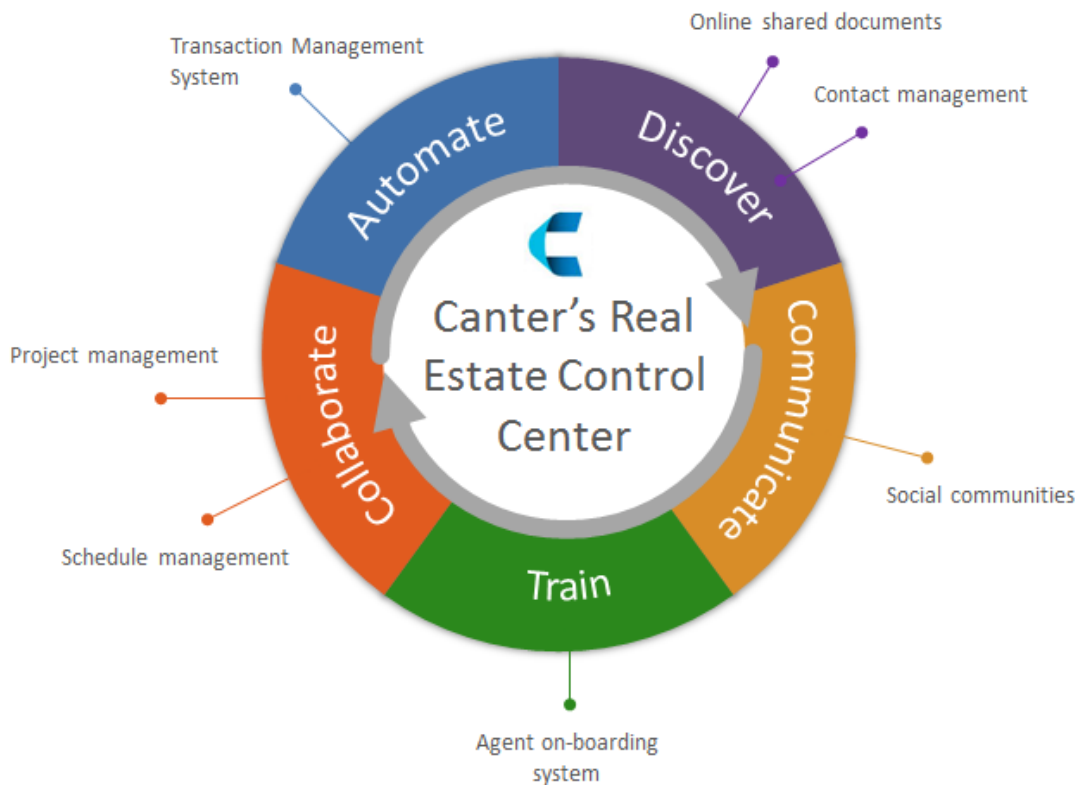 Online shared documents
Transaction Management
System
Contact management
Automate
Discover
Canter’s Real
Estate Control
Center
Project management
Collaborate
Communicate
Social communities
Schedule management
Train
Agent on-boarding
system